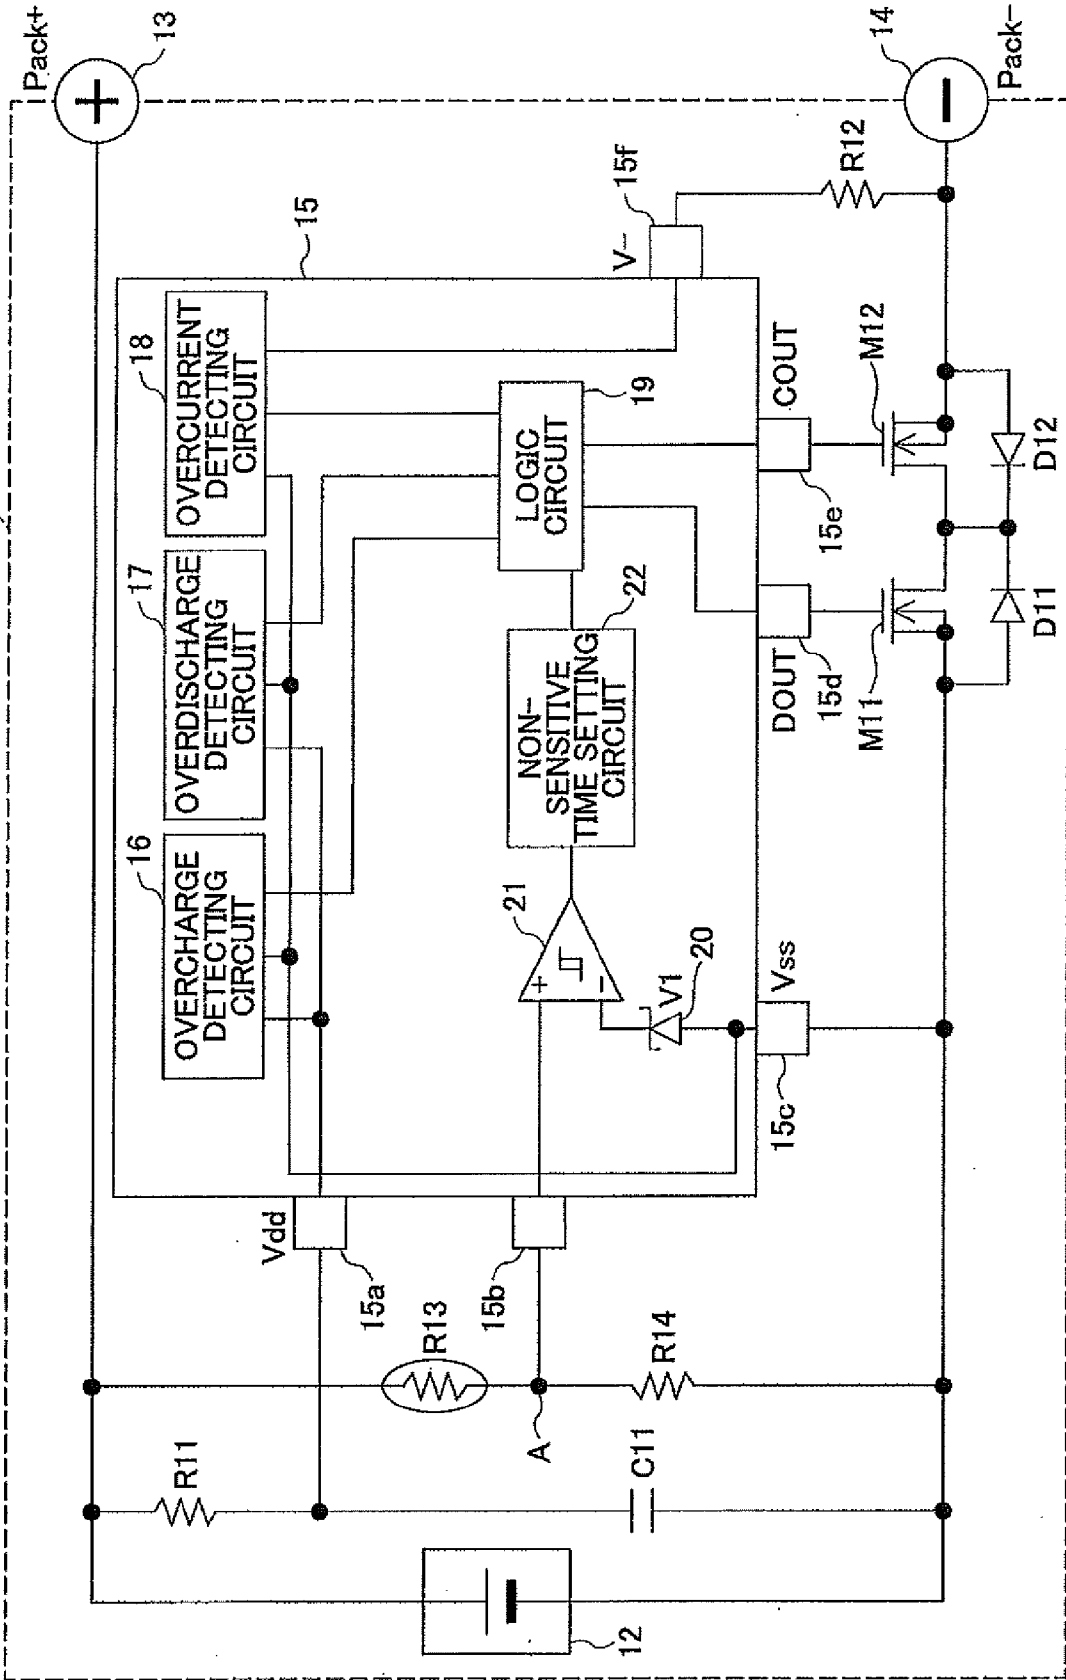 Pack+
13
15
18
OVERCURRENT
DETECTING
CIRCUIT
17
OVERDISCHARGE
DETECTING
CIRCUIT
16
OVERCHARGE
DETECTING
CIRCUIT
19
LOGIC
CIRCUIT
22
NON-
SENSITIVE
TIME SETTING
CIRCUIT
21
+
−
V1
20
V−
15f
R12
14
Pack−
COUT
15e
M12
D12
DOUT
15d
M11
D11
Vss
15c
Vdd
15a
15b
R13
A
R14
R11
C11
12